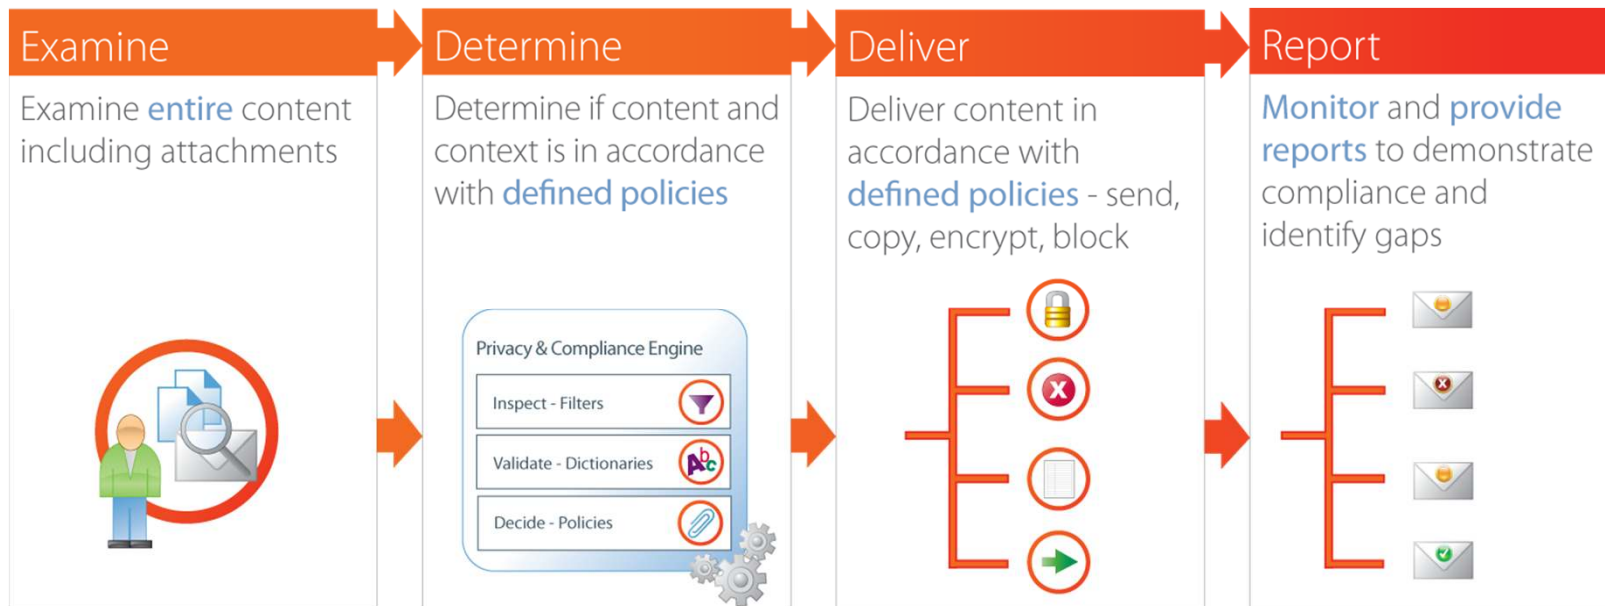 Examine
Examine entire content
including attachments
Determine
Determine if content and
context is in accordance
with defined policies
Privacy & Compliance Engine
Inspect - Filters
Validate - Dictionaries
Abc
Decide - Policies
Deliver
Deliver content in
accordance with
defined policies - send,
copy, encrypt, block
X
Report
Monitor and provide
reports to demonstrate
compliance and
identify gaps
x